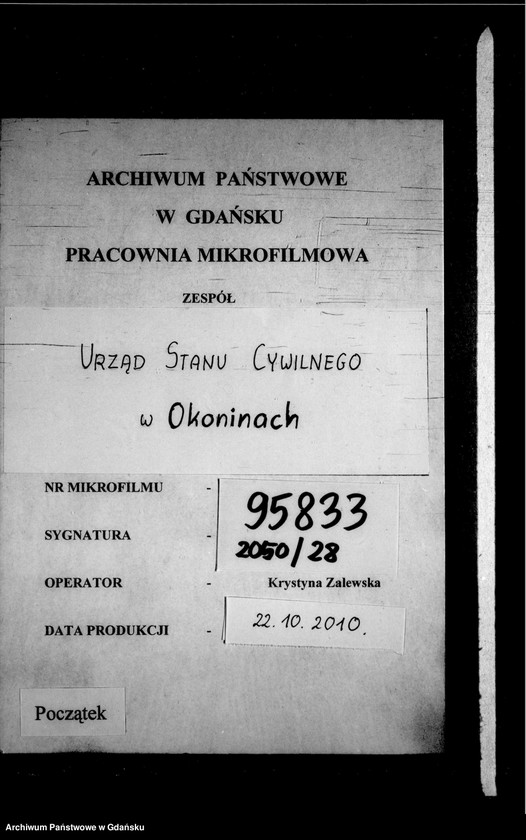 ARCHIWUM PAŃSTWOWE
W GDAŃSKU
PRACOWNIA MIKROFILMOWA
ZESPÓŁ
URZĄD STANU CYWILNEGO
w Okoninach
NR MIKROFILMU - 95833
SYGNATURA - 2050/28
OPERATOR - Krystyna Zalewska
DATA PRODUKCJI - 22.10.2010.
Początek
Archiwum Państwowe w Gdańsku